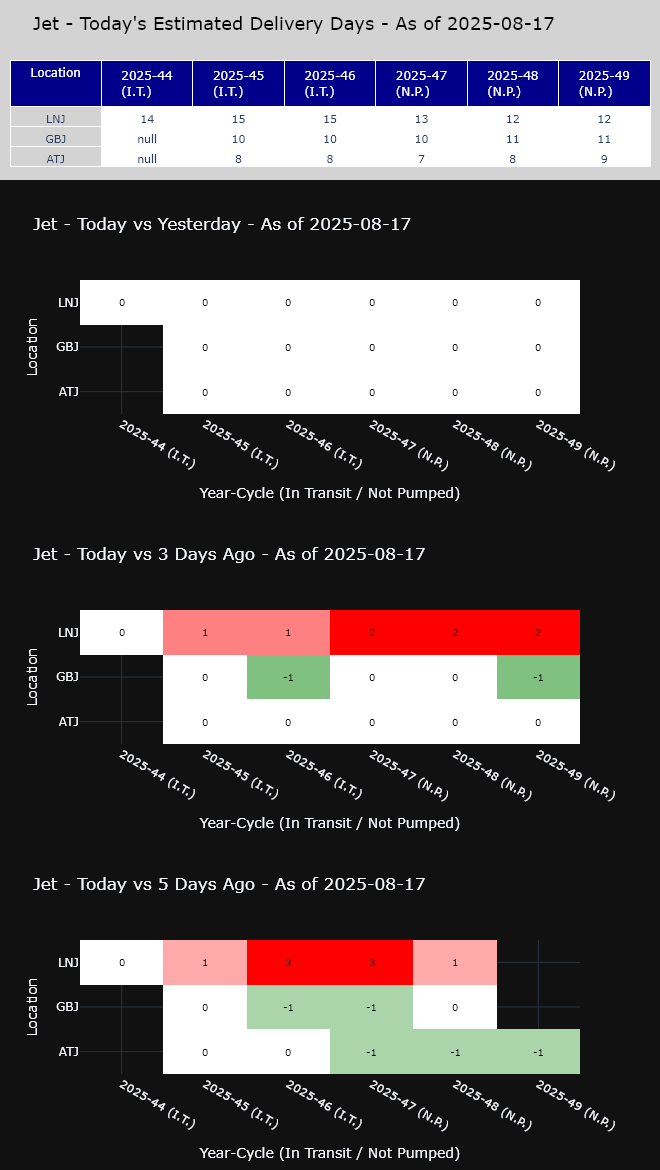 Jet - Today's Estimated Delivery Days - As of 2025-08-17
Location 2025-44 (I.T.) 2025-45 (I.T.) 2025-46 (I.T.) 2025-47 (N.P.) 2025-48 (N.P.) 2025-49 (N.P.)
LNJ 14 15 15 13 12 12
GBJ null 10 10 10 11 11
ATJ null 8 8 7 8 9
Jet - Today vs Yesterday - As of 2025-08-17
Location
LNJ 0 0 0 0 0 0
GBJ 0 0 0 0 0
ATJ 0 0 0 0 0
2025-44 (I.T.) 2025-45 (I.T.) 2025-46 (I.T.) 2025-47 (N.P.) 2025-48 (N.P.) 2025-49 (N.P.)
Year-Cycle (In Transit / Not Pumped)
Jet - Today vs 3 Days Ago - As of 2025-08-17
Location
LNJ 0 1 1 2 2 2
GBJ 0 -1 0 0 -1
ATJ 0 0 0 0 0
2025-44 (I.T.) 2025-45 (I.T.) 2025-46 (I.T.) 2025-47 (N.P.) 2025-48 (N.P.) 2025-49 (N.P.)
Year-Cycle (In Transit / Not Pumped)
Jet - Today vs 5 Days Ago - As of 2025-08-17
Location
LNJ 0 1 3 3 1
GBJ 0 -1 -1 0
ATJ 0 0 -1 -1 -1
2025-44 (I.T.) 2025-45 (I.T.) 2025-46 (I.T.) 2025-47 (N.P.) 2025-48 (N.P.) 2025-49 (N.P.)
Year-Cycle (In Transit / Not Pumped)